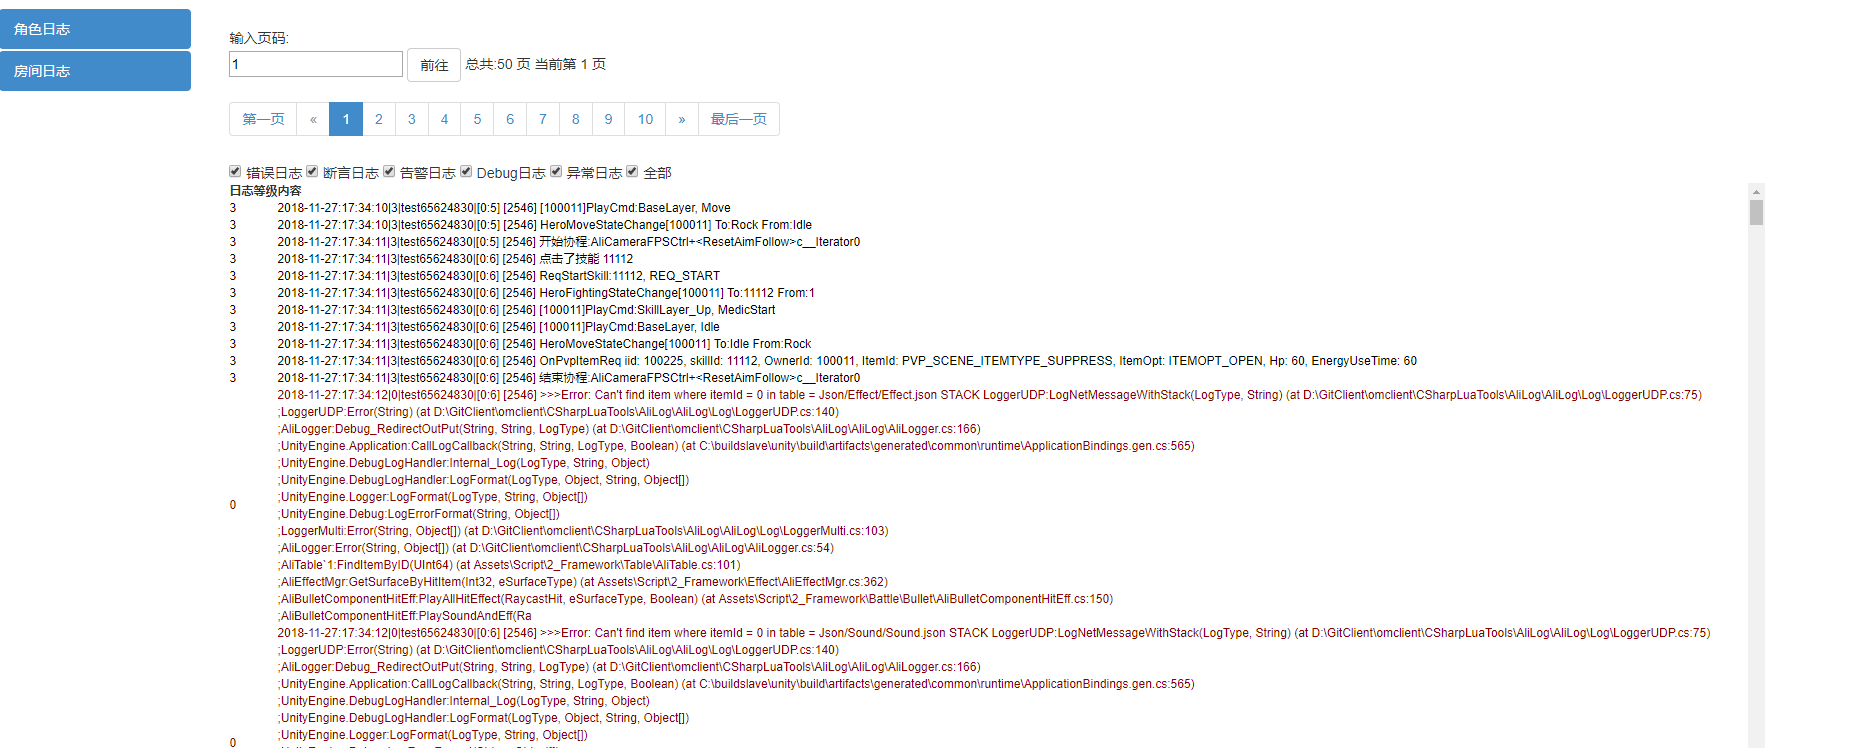 角色日志
房间日志
输入页码:
1 前往 总共:50 页 当前第 1 页
第一页 « 1 2 3 4 5 6 7 8 9 10 » 最后一页
错误日志 断言日志 告警日志 Debug日志 异常日志 全部
日志等级内容
3 2018-11-27:17:34:10|3|test65624830|[0:5] [2546] [100011]PlayCmd:BaseLayer, Move
3 2018-11-27:17:34:10|3|test65624830|[0:5] [2546] HeroMoveStateChange[100011] To:Rock From:Idle
3 2018-11-27:17:34:11|3|test65624830|[0:5] [2546] 开始协程:AliCameraFPSCtrl+<ResetAimFollow>c__Iterator0
3 2018-11-27:17:34:11|3|test65624830|[0:6] [2546] 点击了技能 11112
3 2018-11-27:17:34:11|3|test65624830|[0:6] [2546] ReqStartSkill:11112, REQ_START
3 2018-11-27:17:34:11|3|test65624830|[0:6] [2546] HeroFightingStateChange[100011] To:11112 From:1
3 2018-11-27:17:34:11|3|test65624830|[0:6] [2546] [100011]PlayCmd:SkillLayer_Up, MedicStart
3 2018-11-27:17:34:11|3|test65624830|[0:6] [2546] [100011]PlayCmd:BaseLayer, Idle
3 2018-11-27:17:34:11|3|test65624830|[0:6] [2546] HeroMoveStateChange[100011] To:Idle From:Rock
3 2018-11-27:17:34:11|3|test65624830|[0:6] [2546] OnPvpItemReq iid: 100225, skillId: 11112, OwnerId: 100011, ItemId: PVP_SCENE_ITEMTYPE_SUPPRESS, ItemOpt: ITEMOPT_OPEN, Hp: 60, EnergyUseTime: 60
3 2018-11-27:17:34:11|3|test65624830|[0:6] [2546] 结束协程:AliCameraFPSCtrl+<ResetAimFollow>c__Iterator0
2018-11-27:17:34:12|0|test65624830|[0:6] [2546] >>>Error: Can't find item where itemId = 0 in table = Json/Effect/Effect.json STACK LoggerUDP:LogNetMessageWithStack(LogType, String) (at D:\GitClient\omclient\CSharpLuaTools\AliLog\AliLog\Log\LoggerUDP.cs:75)
;LoggerUDP:Error(String) (at D:\GitClient\omclient\CSharpLuaTools\AliLog\AliLog\Log\LoggerUDP.cs:140)
;AliLogger:Debug_RedirectOutPut(String, String, LogType) (at D:\GitClient\omclient\CSharpLuaTools\AliLog\AliLog\AliLogger.cs:166)
;UnityEngine.Application:CallLogCallback(String, String, LogType, Boolean) (at C:\buildslave\unity\build\artifacts\generated\common\runtime\ApplicationBindings.gen.cs:565)
;UnityEngine.DebugLogHandler:Internal_Log(LogType, String, Object)
;UnityEngine.DebugLogHandler:LogFormat(LogType, Object, String, Object[])
;UnityEngine.Logger:LogFormat(LogType, String, Object[])
0
;UnityEngine.Debug:LogErrorFormat(String, Object[])
;LoggerMulti:Error(String, Object[]) (at D:\GitClient\omclient\CSharpLuaTools\AliLog\AliLog\Log\LoggerMulti.cs:103)
;AliLogger:Error(String, Object[]) (at D:\GitClient\omclient\CSharpLuaTools\AliLog\AliLog\AliLogger.cs:54)
;AliTable`1:FindItemByID(UInt64) (at Assets\Script\2_Framework\Table\AliTable.cs:101)
;AliEffectMgr:GetSurfaceByHitItem(Int32, eSurfaceType) (at Assets\Script\2_Framework\Effect\AliEffectMgr.cs:362)
;AliBulletComponentHitEff:PlayAllHitEffect(RaycastHit, eSurfaceType, Boolean) (at Assets\Script\2_Framework\Battle\Bullet\AliBulletComponentHitEff.cs:150)
;AliBulletComponentHitEff:PlaySoundAndEff(Ra
2018-11-27:17:34:12|0|test65624830|[0:6] [2546] >>>Error: Can't find item where itemId = 0 in table = Json/Sound/Sound.json STACK LoggerUDP:LogNetMessageWithStack(LogType, String) (at D:\GitClient\omclient\CSharpLuaTools\AliLog\AliLog\Log\LoggerUDP.cs:75)
;LoggerUDP:Error(String) (at D:\GitClient\omclient\CSharpLuaTools\AliLog\AliLog\Log\LoggerUDP.cs:140)
;AliLogger:Debug_RedirectOutPut(String, String, LogType) (at D:\GitClient\omclient\CSharpLuaTools\AliLog\AliLog\AliLogger.cs:166)
;UnityEngine.Application:CallLogCallback(String, String, LogType, Boolean) (at C:\buildslave\unity\build\artifacts\generated\common\runtime\ApplicationBindings.gen.cs:565)
;UnityEngine.DebugLogHandler:Internal_Log(LogType, String, Object)
;UnityEngine.DebugLogHandler:LogFormat(LogType, Object, String, Object[])
;UnityEngine.Logger:LogFormat(LogType, String, Object[])
0